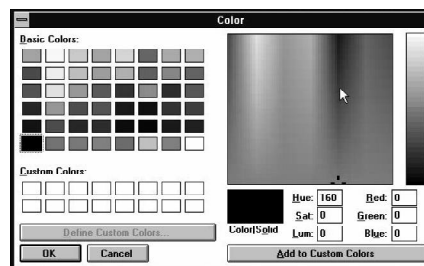 Color
Basic Colors:
Custom Colors:
Define Custom Colors...
OK Cancel
Color|Solid
Hue: 160 Red: 0
Sat: 0 Green: 0
Lum: 0 Blue: 0
Add to Custom Colors